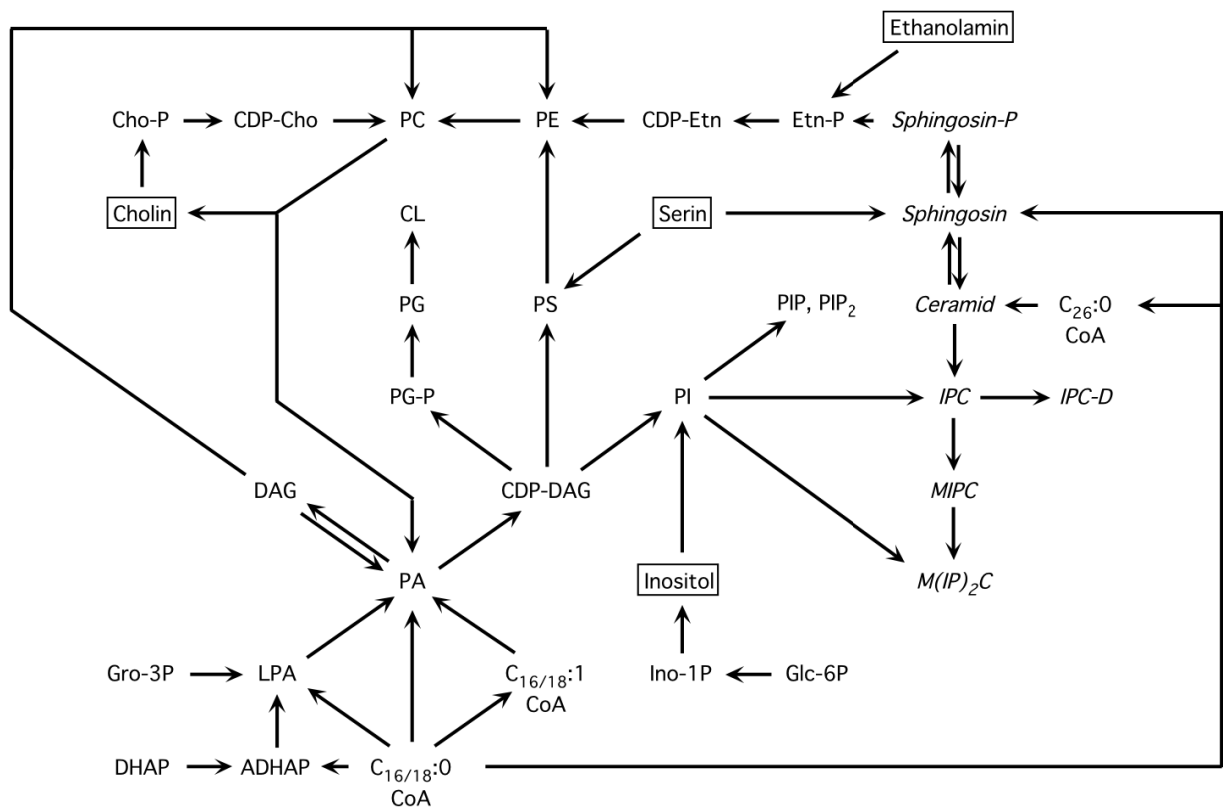 Ethanolamin
Cho-P
CDP-Cho
PC
PE
CDP-Etn
Etn-P
Sphingosin-P
Cholin
CL
Serin
Sphingosin
PG
PS
PIP, PIP₂
Ceramid
C₂₆:0
CoA
PG-P
PI
IPC
IPC-D
DAG
CDP-DAG
MIPC
PA
Inositol
M(IP)₂C
Gro-3P
LPA
C₁₆/₁₈:1
CoA
Ino-1P
Glc-6P
DHAP
ADHAP
C₁₆/₁₈:0
CoA